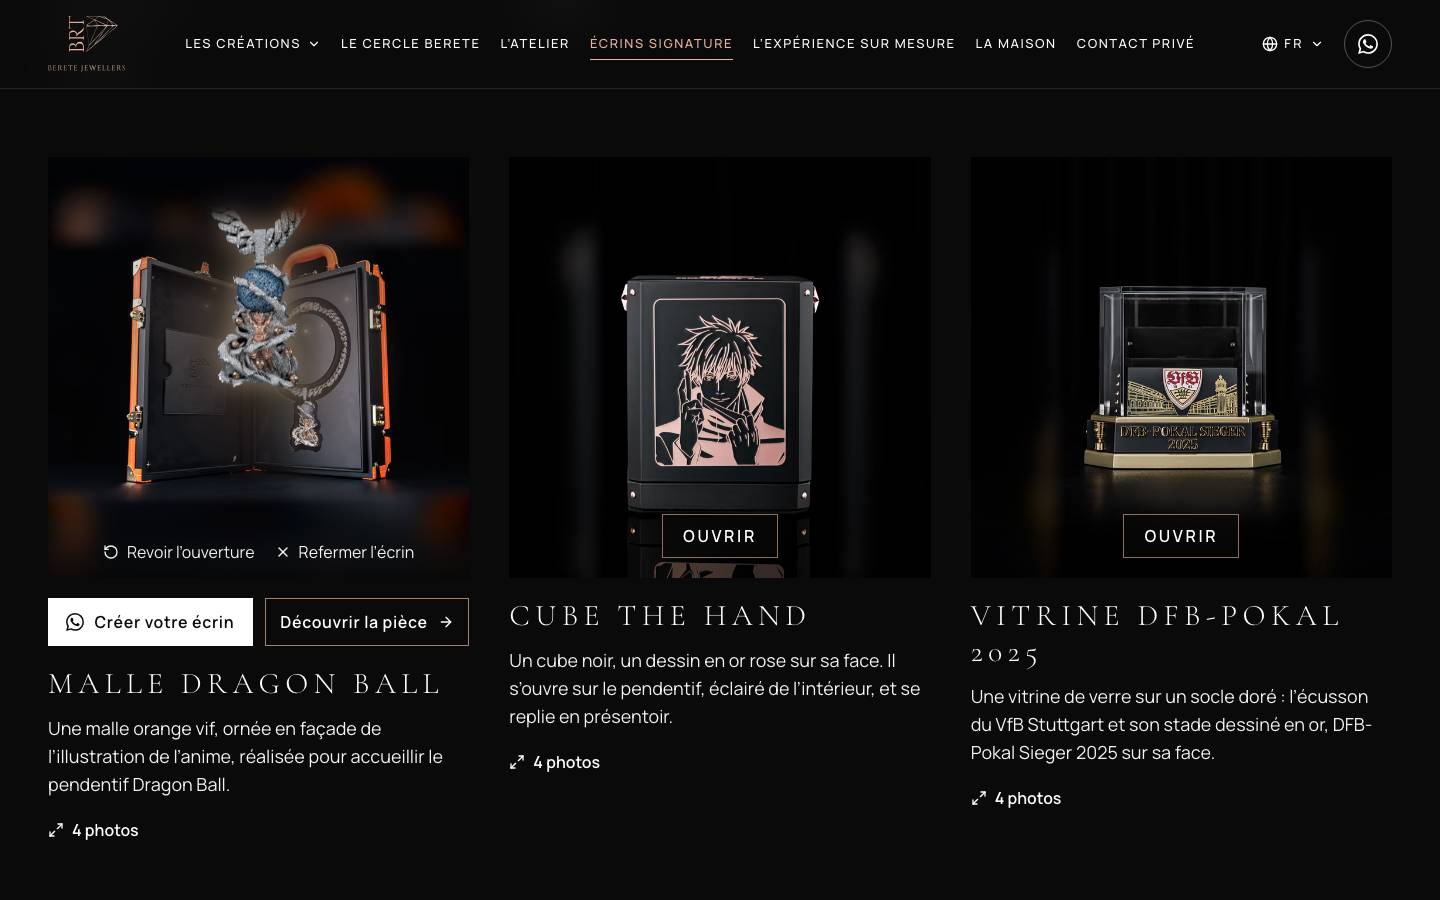 BRT
BERETE JEWELLERS
LES CRÉATIONS
LE CERCLE BERETE
L'ATELIER
ÉCRINS SIGNATURE
L'EXPÉRIENCE SUR MESURE
LA MAISON
CONTACT PRIVÉ
FR
VfB
DFB-POKAL SIEGER
2025
Revoir l'ouverture
Refermer l'écrin
OUVRIR
OUVRIR
Créer votre écrin
Découvrir la pièce
MALLE DRAGON BALL
Une malle orange vif, ornée en façade de
l'illustration de l'anime, réalisée pour accueillir le
pendentif Dragon Ball.
4 photos
CUBE THE HAND
Un cube noir, un dessin en or rose sur sa face. Il
s'ouvre sur le pendentif, éclairé de l'intérieur, et se
replie en présentoir.
4 photos
VITRINE DFB-POKAL
2025
Une vitrine de verre sur un socle doré : l'écusson
du VfB Stuttgart et son stade dessiné en or, DFB-
Pokal Sieger 2025 sur sa face.
4 photos